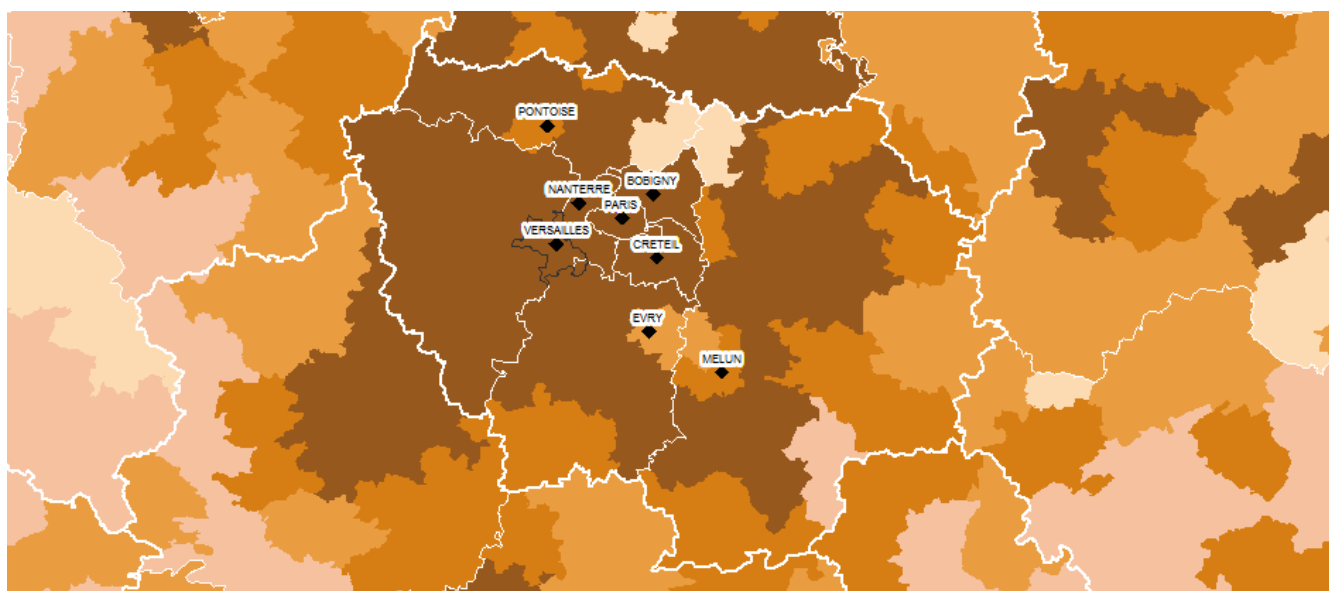 PONTOISE
BOBIGNY
NANTERRE
PARIS
VERSAILLES
CRETEIL
EVRY
MELUN